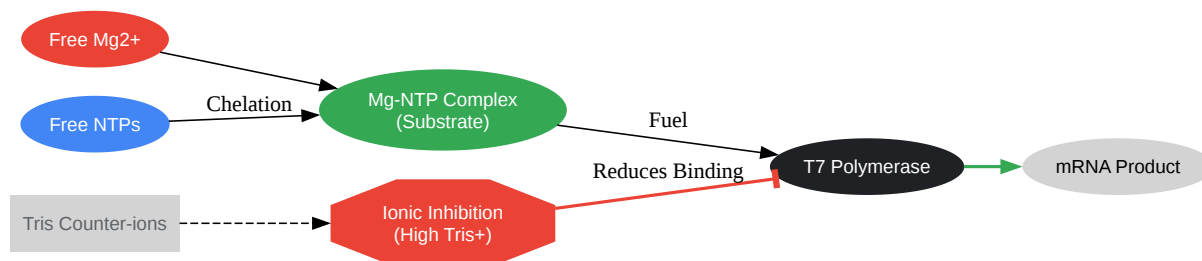 Free Mg2+
Free NTPs
Chelation
Mg-NTP Complex
(Substrate)
Fuel
Reduces Binding
T7 Polymerase
mRNA Product
Tris Counter-ions
Ionic Inhibition
(High Tris+)